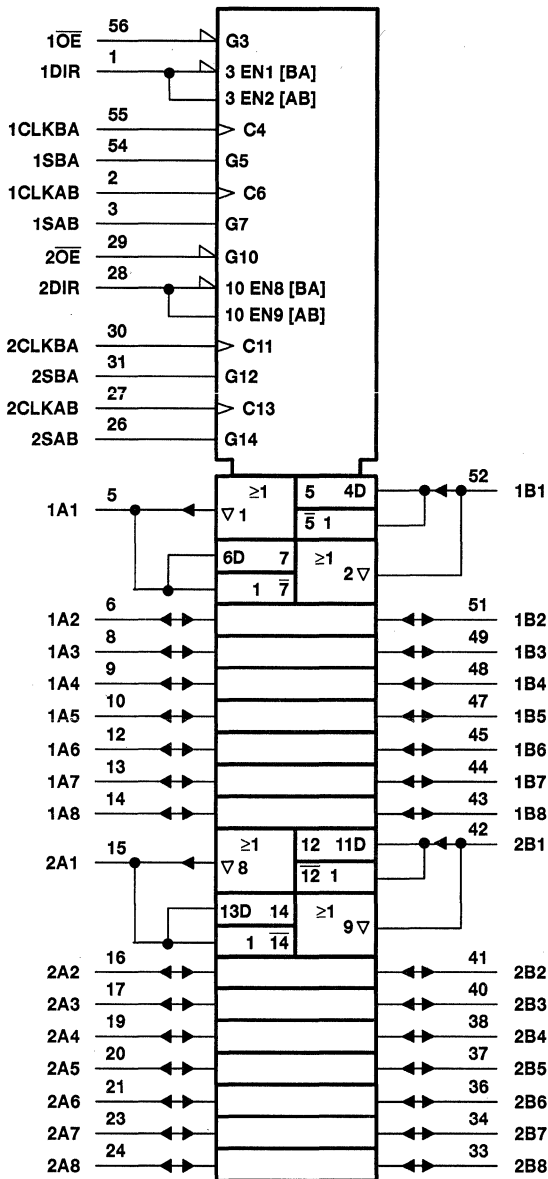 1O̅E̅ 56 G3
1DIR 1 3 EN1 [BA]
3 EN2 [AB]
1CLKBA 55 C4
1SBA 54 G5
1CLKAB 2 C6
1SAB 3 G7
2O̅E̅ 29 G10
2DIR 28 10 EN8 [BA]
10 EN9 [AB]
2CLKBA 30 C11
2SBA 31 G12
2CLKAB 27 C13
2SAB 26 G14
1A1 5 ≥1 ▽ 1 5 4D 52 1B1
5̅ 1
6D 7 ≥1 2 ▽
1 7̅
1A2 6 51 1B2
1A3 8 49 1B3
1A4 9 48 1B4
1A5 10 47 1B5
1A6 12 45 1B6
1A7 13 44 1B7
1A8 14 43 1B8
2A1 15 ≥1 ▽ 8 12 11D 42 2B1
1̅2̅ 1
13D 14 ≥1 9 ▽
1 1̅4̅
2A2 16 41 2B2
2A3 17 40 2B3
2A4 19 38 2B4
2A5 20 37 2B5
2A6 21 36 2B6
2A7 23 34 2B7
2A8 24 33 2B8